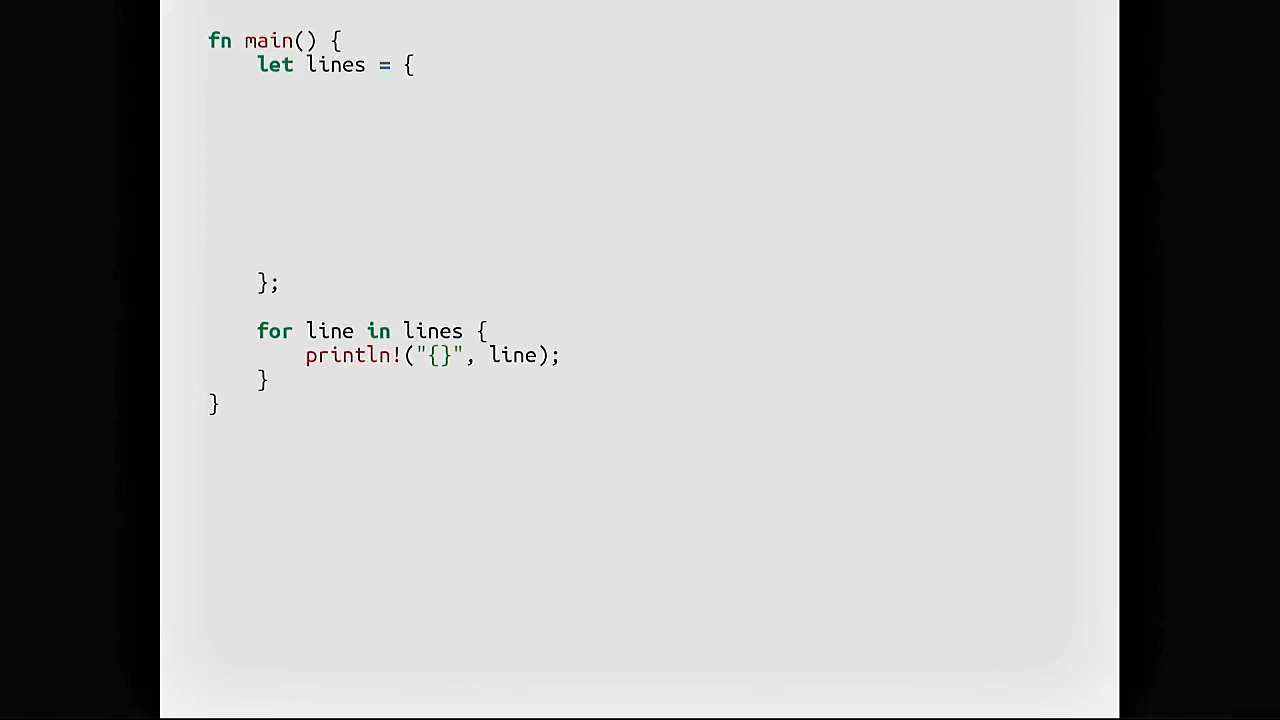 fn main() {
    let lines = {
    };
    for line in lines {
        println!("{}", line);
    }
}